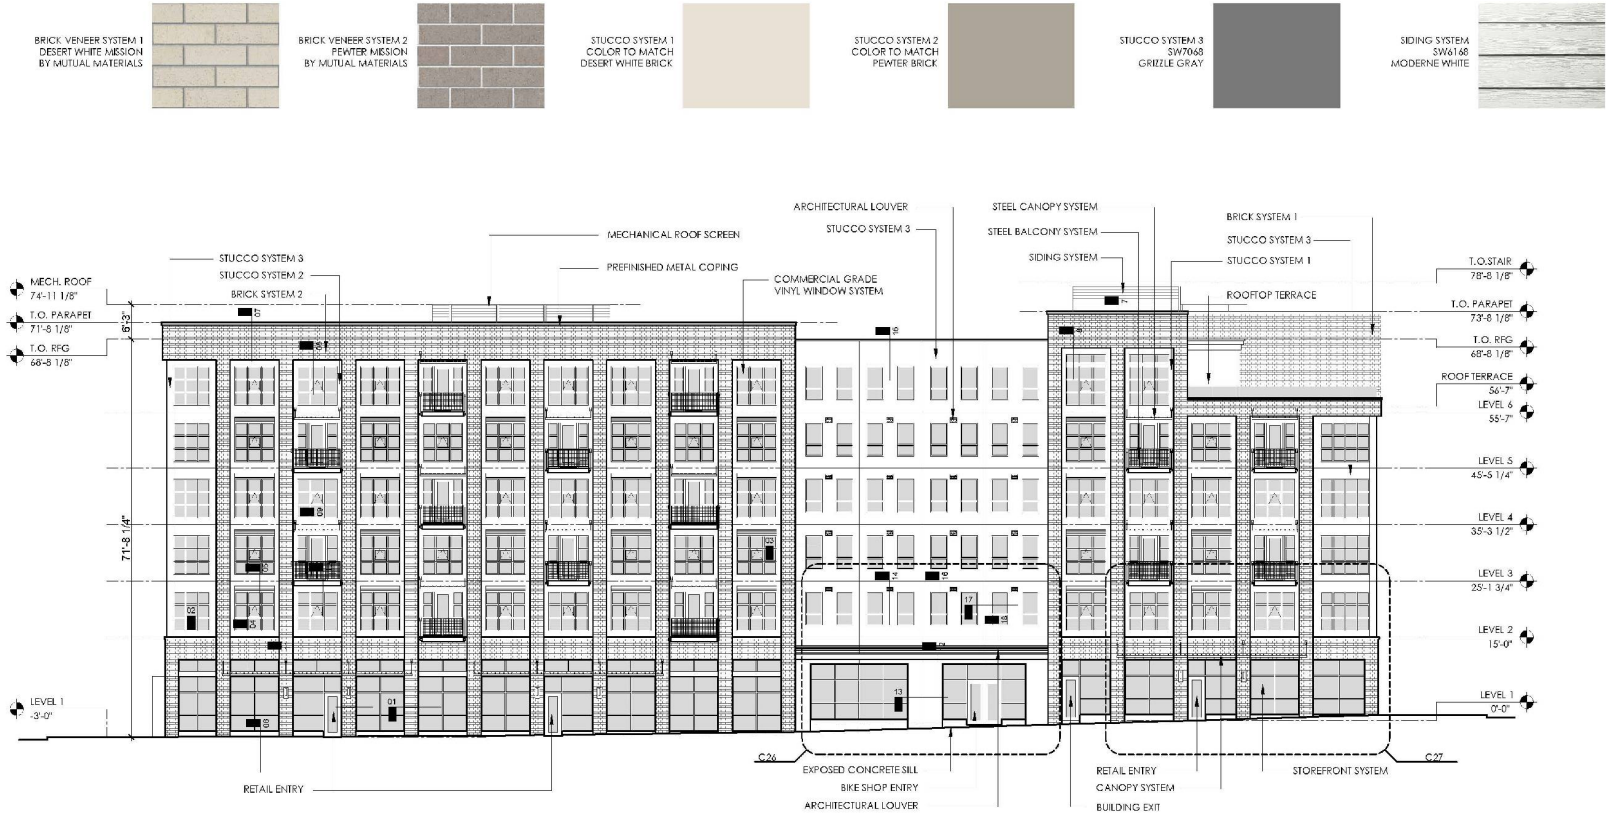 BRICK VENEER SYSTEM 1
DESERT WHITE MISSION
BY MUTUAL MATERIALS
BRICK VENEER SYSTEM 2
PEWTER MISSION
BY MUTUAL MATERIALS
STUCCO SYSTEM 1
COLOR TO MATCH
DESERT WHITE BRICK
STUCCO SYSTEM 2
COLOR TO MATCH
PEWTER BRICK
STUCCO SYSTEM 3
SW7068
GRIZZLE GRAY
SIDING SYSTEM
SW6168
MODERNE WHITE
ARCHITECTURAL LOUVER
STUCCO SYSTEM 3
STEEL CANOPY SYSTEM
STEEL BALCONY SYSTEM
SIDING SYSTEM
BRICK SYSTEM 1
STUCCO SYSTEM 3
STUCCO SYSTEM 1
ROOFTOP TERRACE
MECHANICAL ROOF SCREEN
PREFINISHED METAL COPING
COMMERCIAL GRADE
VINYL WINDOW SYSTEM
STUCCO SYSTEM 3
STUCCO SYSTEM 2
BRICK SYSTEM 2
MECH. ROOF
74'-11 1/8"
T.O. PARAPET
71'-8 1/8"
T.O. RFG
68'-8 1/8"
6'-3"
71'-8 1/4"
LEVEL 1
-3'-0"
T.O.STAIR
78'-8 1/8"
T.O. PARAPET
73'-8 1/8"
T.O. RFG
68'-8 1/8"
ROOF TERRACE
56'-7"
LEVEL 6
55'-7"
LEVEL 5
45'-5 1/4"
LEVEL 4
35'-3 1/2"
LEVEL 3
25'-1 3/4"
LEVEL 2
15'-0"
LEVEL 1
0'-0"
07
02
04
01
03
14
16
17
18
13
7
C26
C27
RETAIL ENTRY
EXPOSED CONCRETE SILL
BIKE SHOP ENTRY
ARCHITECTURAL LOUVER
RETAIL ENTRY
CANOPY SYSTEM
BUILDING EXIT
STOREFRONT SYSTEM